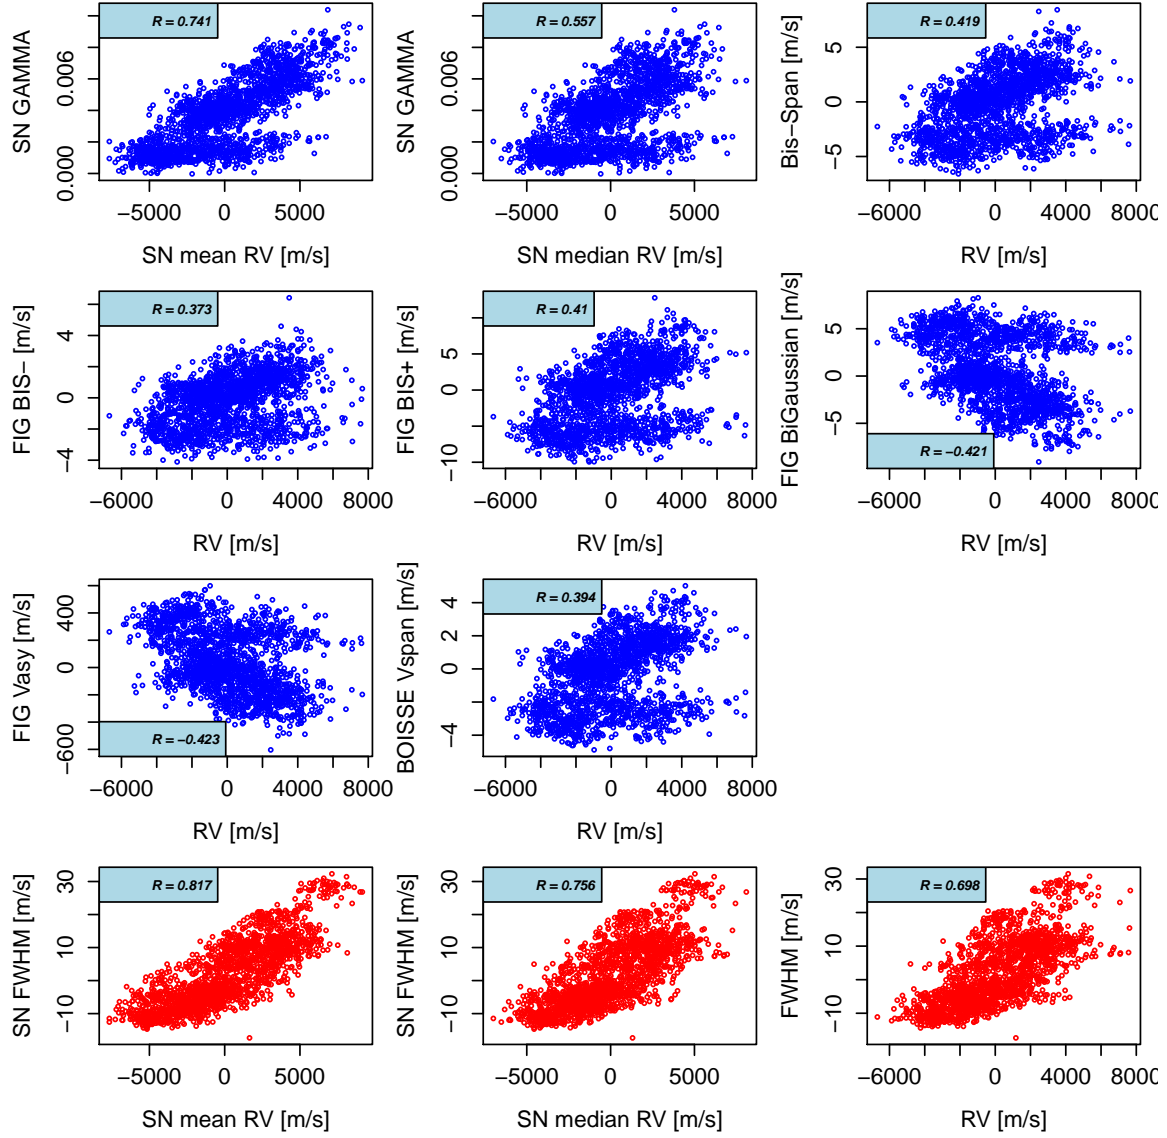 R = 0.741
SN GAMMA
0.000 0.006
−5000 0 5000
SN mean RV [m/s]
R = 0.557
SN GAMMA
0.000 0.006
−5000 0 5000
SN median RV [m/s]
R = 0.419
Bis−Span [m/s]
−5 0 5
−6000 0 4000 8000
RV [m/s]
R = 0.373
FIG BIS− [m/s]
−4 0 4
−6000 0 4000 8000
RV [m/s]
R = 0.41
FIG BIS+ [m/s]
−10 0 5
−6000 0 4000 8000
RV [m/s]
R = −0.421
FIG BiGaussian [m/s]
−5 0 5
−6000 0 4000 8000
RV [m/s]
R = −0.423
FIG Vasy [m/s]
−600 0 400
−6000 0 4000 8000
RV [m/s]
R = 0.394
BOISSE Vspan [m/s]
−4 0 2 4
−6000 0 4000 8000
RV [m/s]
R = 0.817
SN FWHM [m/s]
−10 10 30
−5000 0 5000
SN mean RV [m/s]
R = 0.756
SN FWHM [m/s]
−10 10 30
−5000 0 5000
SN median RV [m/s]
R = 0.698
FWHM [m/s]
−10 10 30
−6000 0 4000 8000
RV [m/s]